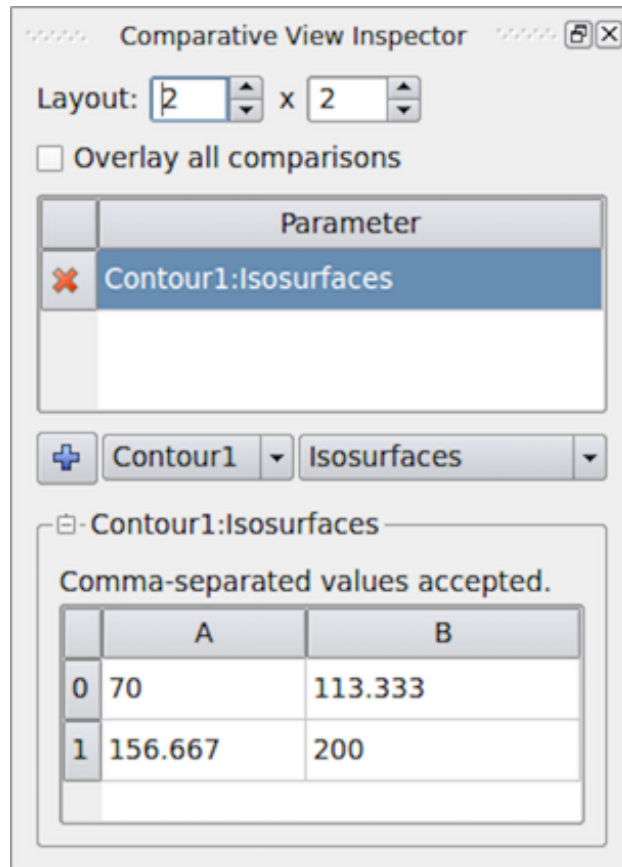 Comparative View Inspector
Layout: 2 x 2
Overlay all comparisons
Parameter
Contour1:Isosurfaces
Contour1 Isosurfaces
Contour1:Isosurfaces
Comma-separated values accepted.
A B
0 70 113.333
1 156.667 200